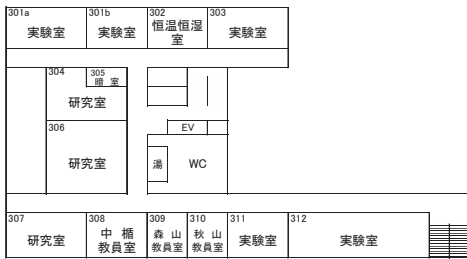 301a 301b 302 303
実験室 実験室 恒温恒湿室 実験室
304 305
暗 室
研究室
306 EV
研究室 湯 WC
307 308 309 310 311 312
研究室 中 楯 教員室 森 山 教員室 秋 山 教員室 実験室 実験室